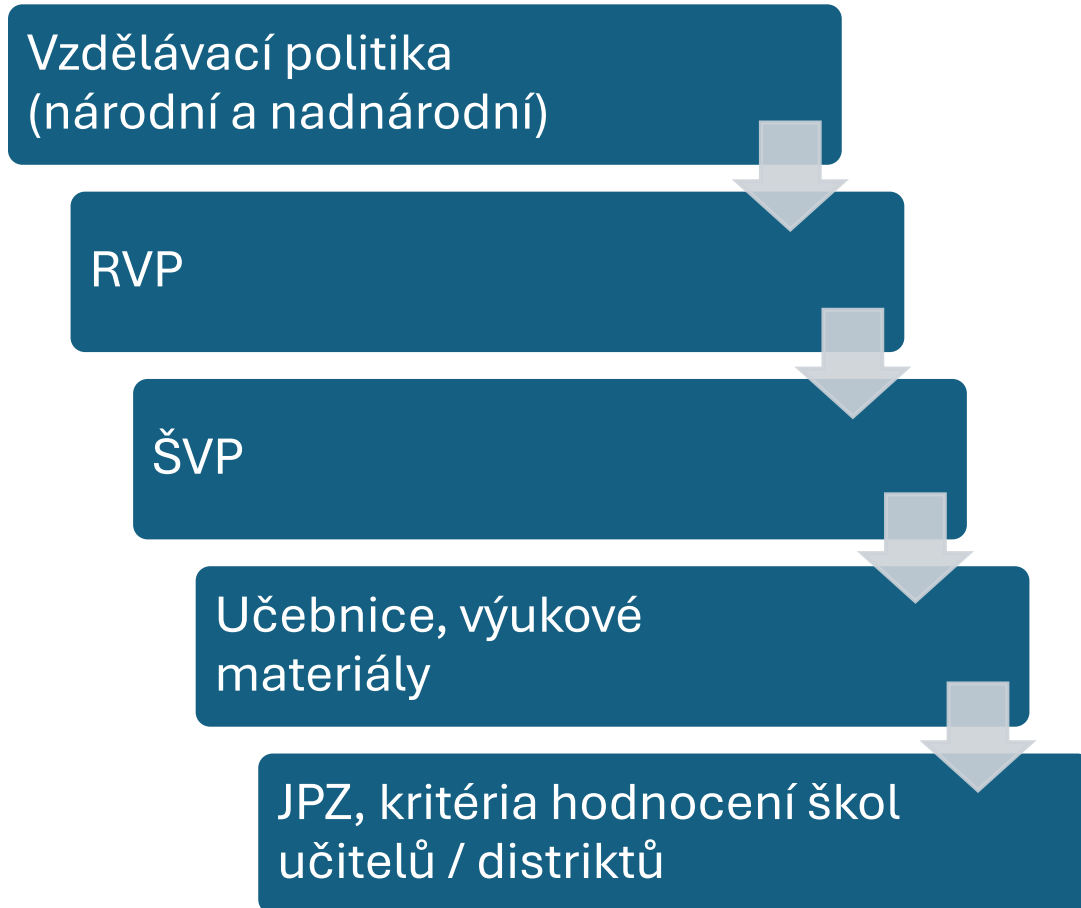 Vzdělávací politika
(národní a nadnárodní)
RVP
ŠVP
Učebnice, výukové
materiály
JPZ, kritéria hodnocení škol
učitelů / distriktů